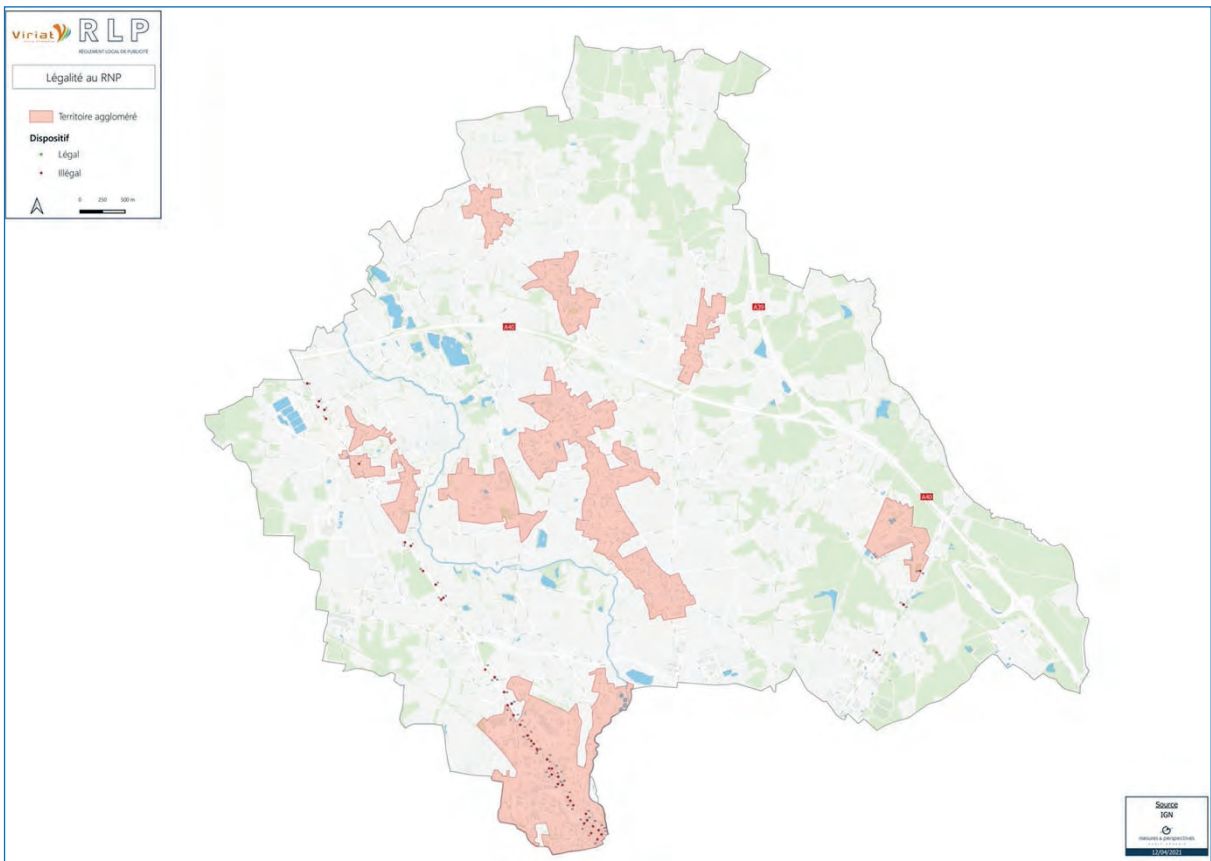 Viriat
RLP
RÈGLEMENT LOCAL DE PUBLICITÉ
Légalité au RNP
Territoire aggloméré
Dispositif
Légal
Illégal
0 250 500 m
A39
A40
A40
Source
IGN
mesures & perspectives
12/04/2021